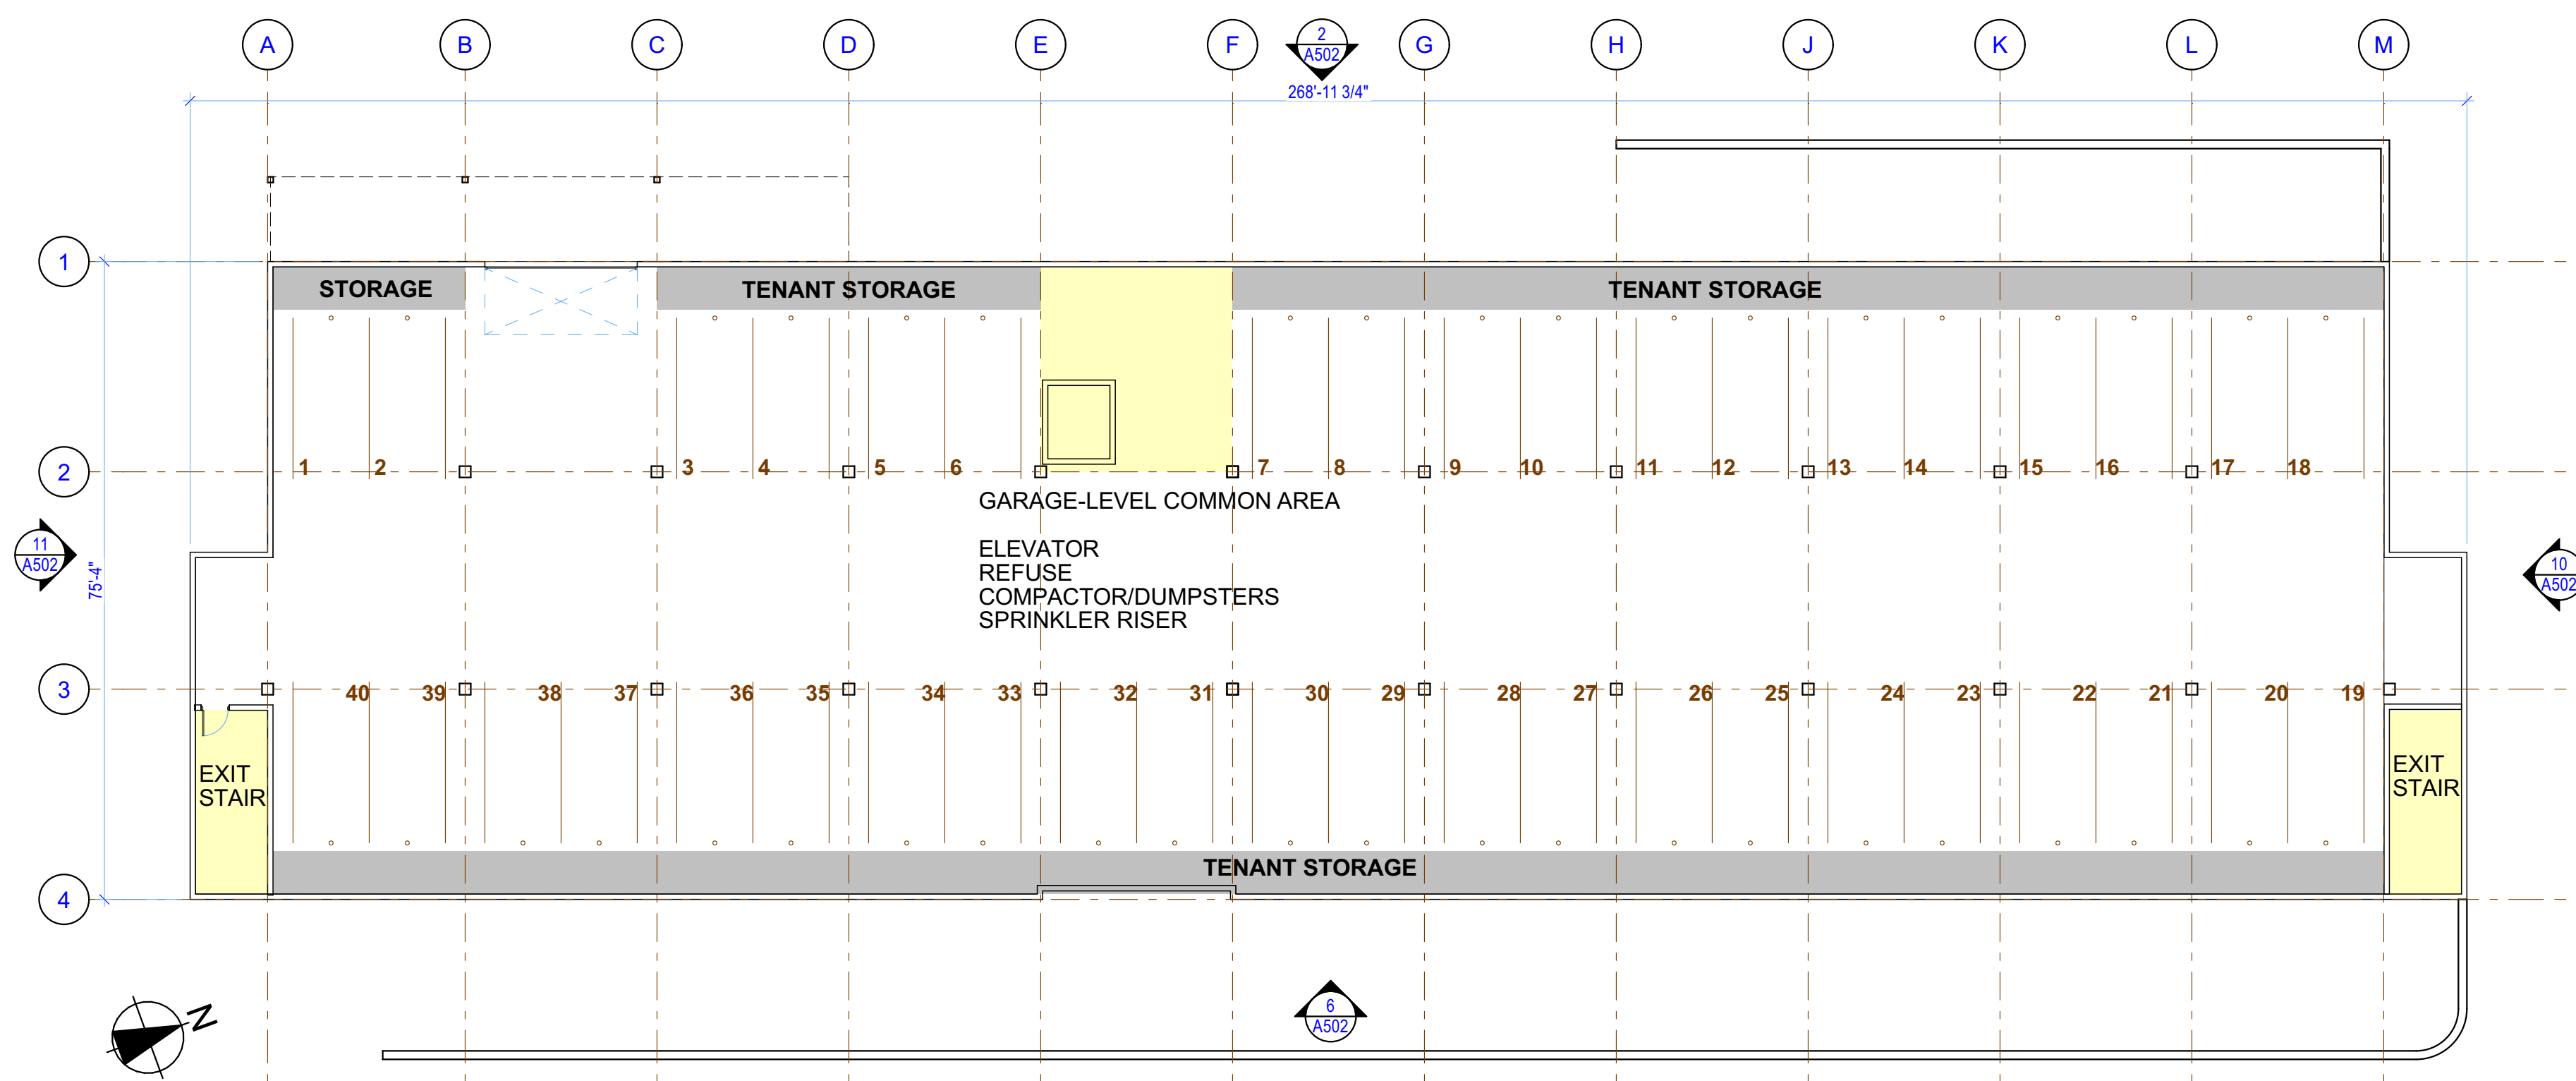 A B C D E F G H J K L M
2
A502
268'-11 3/4"
1
STORAGE
TENANT STORAGE
TENANT STORAGE
2
1 2 3 4 5 6 7 8 9 10 11 12 13 14 15 16 17 18
GARAGE-LEVEL COMMON AREA
ELEVATOR
REFUSE
COMPACTOR/DUMPSTERS
SPRINKLER RISER
11
A502
75'-4"
10
A502
3
40 39 38 37 36 35 34 33 32 31 30 29 28 27 26 25 24 23 22 21 20 19
EXIT
STAIR
EXIT
STAIR
TENANT STORAGE
4
6
A502
N